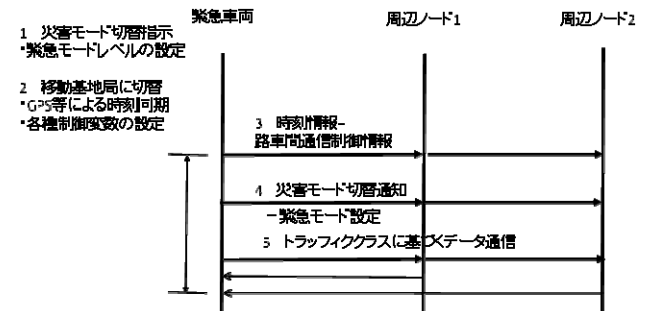 緊急車両
周辺ノード1
周辺ノード2
1 災害モード切替指示
・緊急モードレベルの設定
2 移動基地局に切替
・GPS等による時刻同期
・各種制御変数の設定
3 時刻情報-
路車間通信制御情報
4 災害モード切替通知
-緊急モード設定
5 トラッフィククラスに基づくデータ通信